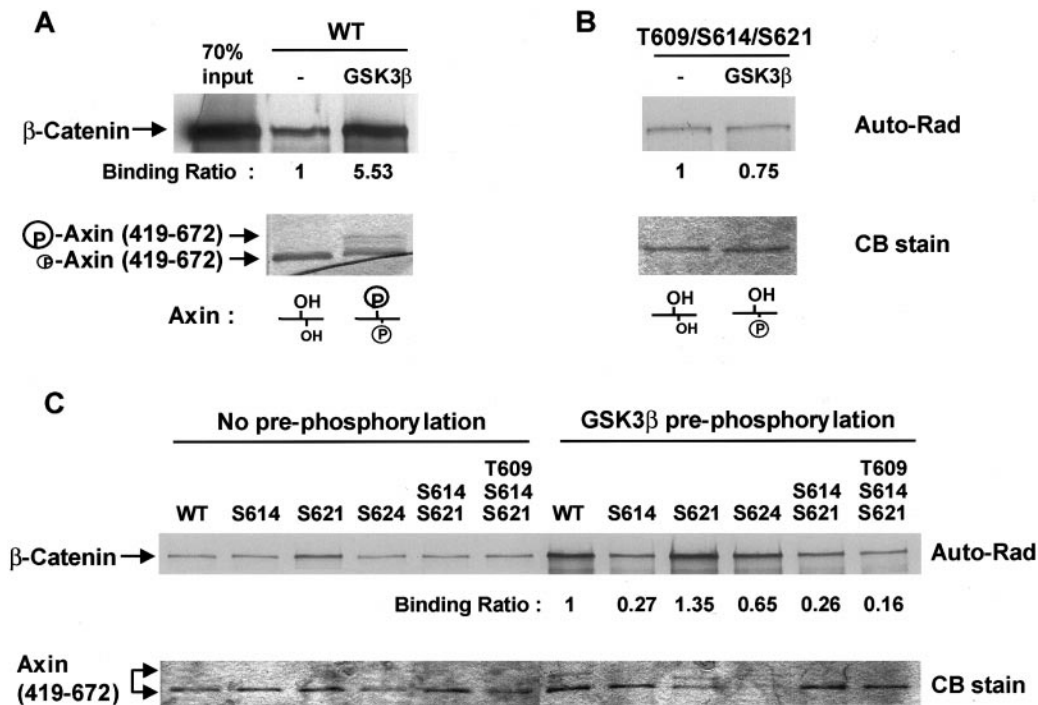 A
WT
70%
input
-
GSK3β
β-Catenin
Binding Ratio : 1 5.53
P-Axin (419-672)
P-Axin (419-672)
Axin :
OH
OH
P
P
B
T609/S614/S621
-
GSK3β
Auto-Rad
1 0.75
CB stain
OH
OH
OH
P
C
No pre-phosphorylation
GSK3β pre-phosphorylation
WT S614 S621 S624 S614 S621 T609 S614 S621
WT S614 S621 S624 S614 S621 T609 S614 S621
β-Catenin
Auto-Rad
Binding Ratio : 1 0.27 1.35 0.65 0.26 0.16
Axin
(419-672)
CB stain